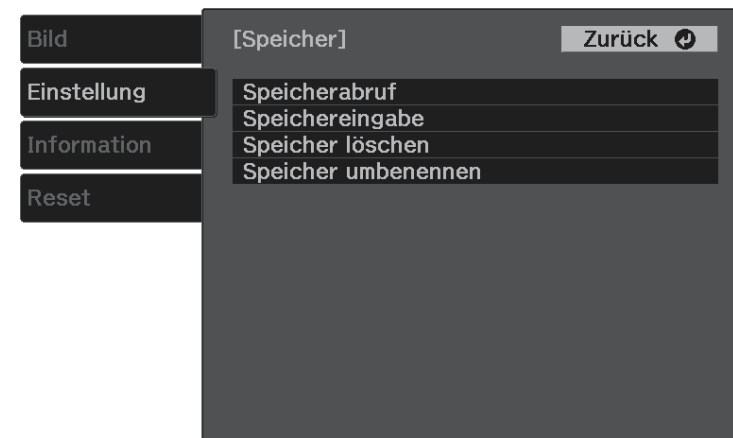 Bild
Einstellung
Information
Reset
[Speicher]
Zurück
Speicherabruf
Speichereingabe
Speicher löschen
Speicher umbenennen